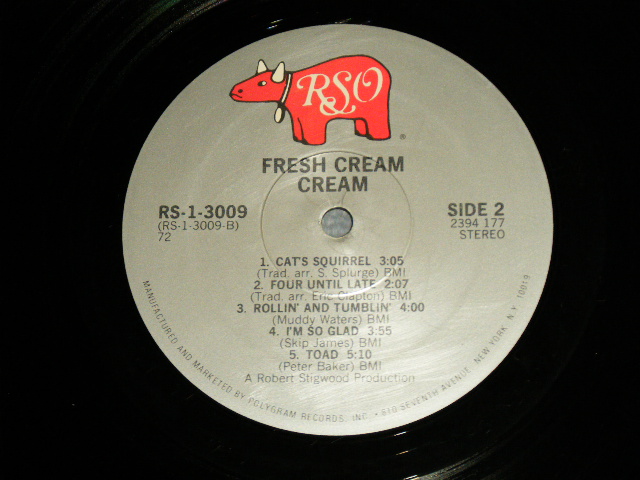 RSO
®
FRESH CREAM
CREAM
RS-1-3009
(RS-1-3009-B)
72
SIDE 2
2394 177
STEREO
1. CAT'S SQUIRREL 3:05
(Trad. arr. S. Splurge) BMI
2. FOUR UNTIL LATE 2:07
(Trad. arr. Eric Clapton) BMI
3. ROLLIN' AND TUMBLIN' 4:00
(Muddy Waters) BMI
4. I'M SO GLAD 3:55
(Skip James) BMI
5. TOAD 5:10
(Peter Baker) BMI
A Robert Stigwood Production
MANUFACTURED AND MARKETED BY POLYGRAM RECORDS, INC. • 810 SEVENTH AVENUE, NEW YORK, N.Y. 10019